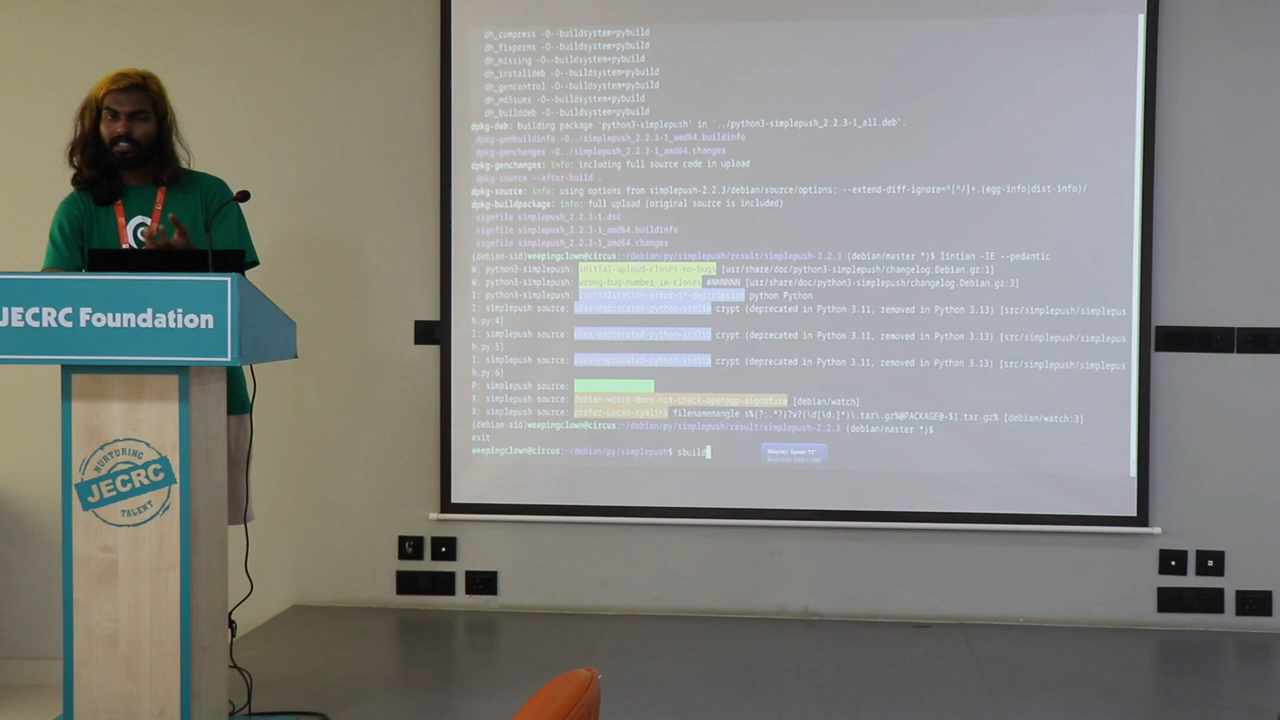 dh_compress -O--buildsystem=pybuild
dh_fixperms -O--buildsystem=pybuild
dh_missing -O--buildsystem=pybuild
dh_installdeb -O--buildsystem=pybuild
dh_gencontrol -O--buildsystem=pybuild
dh_md5sums -O--buildsystem=pybuild
dh_builddeb -O--buildsystem=pybuild
dpkg-deb: building package 'python3-simplepush' in '../python3-simplepush_2.2.3-1_all.deb'.
dpkg-genbuildinfo -O../simplepush_2.2.3-1_amd64.buildinfo
dpkg-genchanges -O../simplepush_2.2.3-1_amd64.changes
dpkg-genchanges: info: including full source code in upload
dpkg-source --after-build .
dpkg-source: info: using options from simplepush-2.2.3/debian/source/options: --extend-diff-ignore=^[^/]+.(egg-info|dist-info)/
dpkg-buildpackage: info: full upload (original source is included)
signfile simplepush_2.2.3-1.dsc
signfile simplepush_2.2.3-1_amd64.buildinfo
signfile simplepush_2.2.3-1_amd64.changes
(debian-sid)weepingclown@circus:~/debian/py/simplepush/result/simplepush-2.2.3 (debian/master *)$ lintian -IE --pedantic
W: python3-simplepush: initial-upload-closes-no-bugs [usr/share/doc/python3-simplepush/changelog.Debian.gz:1]
W: python3-simplepush: wrong-bug-number-in-closes #NNNNNN [usr/share/doc/python3-simplepush/changelog.Debian.gz:3]
I: python3-simplepush: capitalization-error-in-description python Python
I: simplepush source: uses-deprecated-python-stdlib crypt (deprecated in Python 3.11, removed in Python 3.13) [src/simplepush/simplepus
h.py:4]
I: simplepush source: uses-deprecated-python-stdlib crypt (deprecated in Python 3.11, removed in Python 3.13) [src/simplepush/simplepus
h.py:5]
I: simplepush source: uses-deprecated-python-stdlib crypt (deprecated in Python 3.11, removed in Python 3.13) [src/simplepush/simplepus
h.py:6]
P: simplepush source:
X: simplepush source: debian-watch-does-not-check-openpgp-signature [debian/watch]
X: simplepush source: prefer-uscan-symlink filenamemangle s%(?:.*?)?v?(\d[\d.]*)\.tar\.gz%@PACKAGE@-$1.tar.gz% [debian/watch:3]
(debian-sid)weepingclown@circus:~/debian/py/simplepush/result/simplepush-2.2.3 (debian/master *)$
exit
weepingclown@circus:~/debian/py/simplepush$ sbuild
Display: Epson 73"
JECRC Foundation
NURTURING
JECRC
TALENT